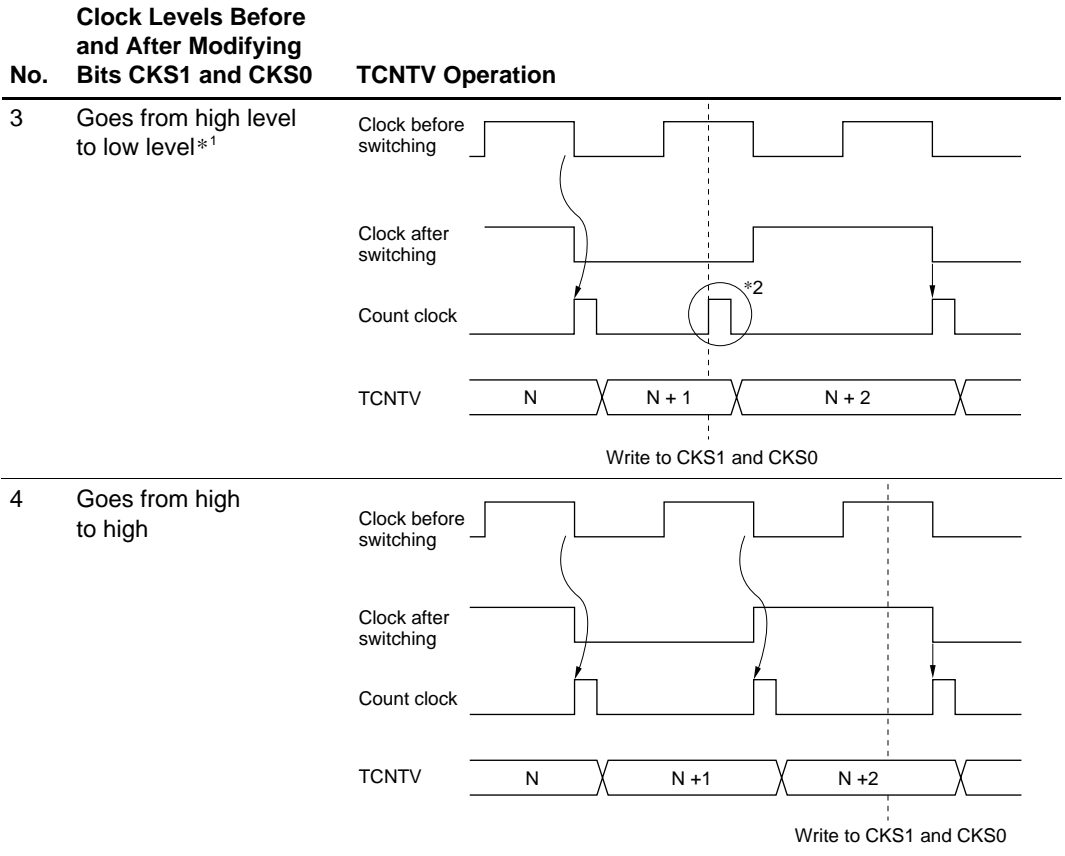 Clock Levels Before
and After Modifying
No. Bits CKS1 and CKS0 TCNTV Operation
3 Goes from high level
to low level*1
Clock before
switching
Clock after
switching
*2
Count clock
TCNTV N N + 1 N + 2
Write to CKS1 and CKS0
4 Goes from high
to high
Clock before
switching
Clock after
switching
Count clock
TCNTV N N +1 N +2
Write to CKS1 and CKS0